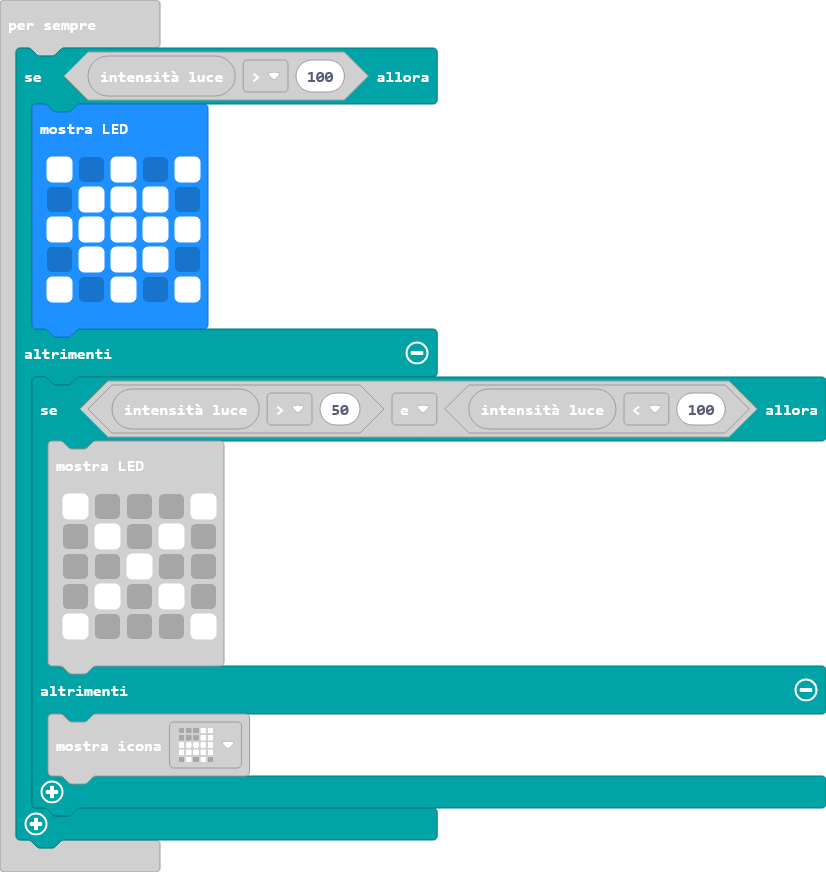 per sempre
se intensità luce > 100 allora
mostra LED
altrimenti
se intensità luce > 50 e intensità luce < 100 allora
mostra LED
altrimenti
mostra icona